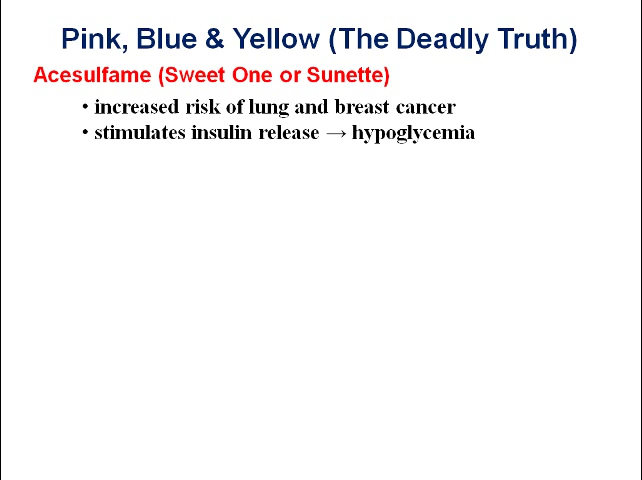 Pink, Blue & Yellow (The Deadly Truth)
Acesulfame (Sweet One or Sunette)
• increased risk of lung and breast cancer
• stimulates insulin release → hypoglycemia